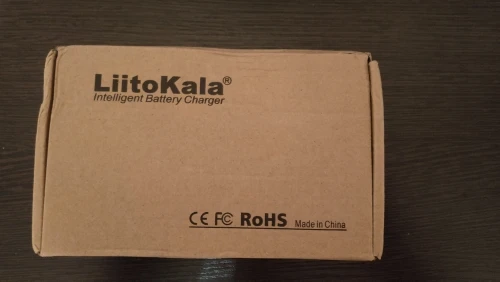 LiitoKala®
Intelligent Battery Charger
CE FC RoHS Made in China